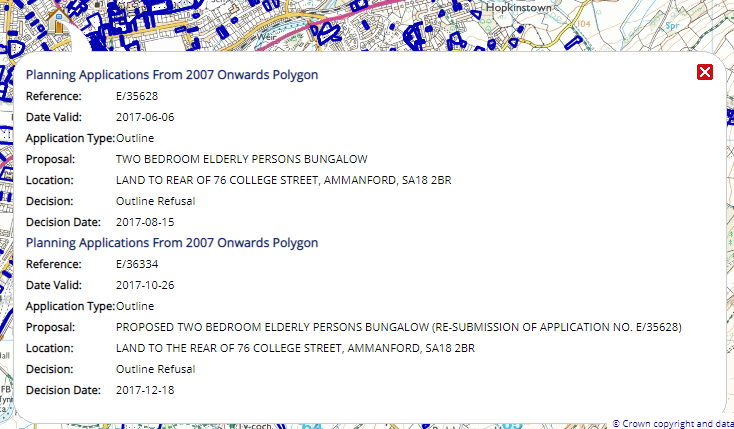 Hopkinstown
104
Weir
Spr
Planning Applications From 2007 Onwards Polygon
Reference: E/35628
Date Valid: 2017-06-06
Application Type:Outline
Proposal: TWO BEDROOM ELDERLY PERSONS BUNGALOW
Location: LAND TO REAR OF 76 COLLEGE STREET, AMMANFORD, SA18 2BR
Decision: Outline Refusal
Decision Date: 2017-08-15
Planning Applications From 2007 Onwards Polygon
Reference: E/36334
Date Valid: 2017-10-26
Application Type:Outline
Proposal: PROPOSED TWO BEDROOM ELDERLY PERSONS BUNGALOW (RE-SUBMISSION OF APPLICATION NO. E/35628)
Location: LAND TO THE REAR OF 76 COLLEGE STREET, AMMANFORD, SA18 2BR
Decision: Outline Refusal
Decision Date: 2017-12-18
FB
© Crown copyright and data